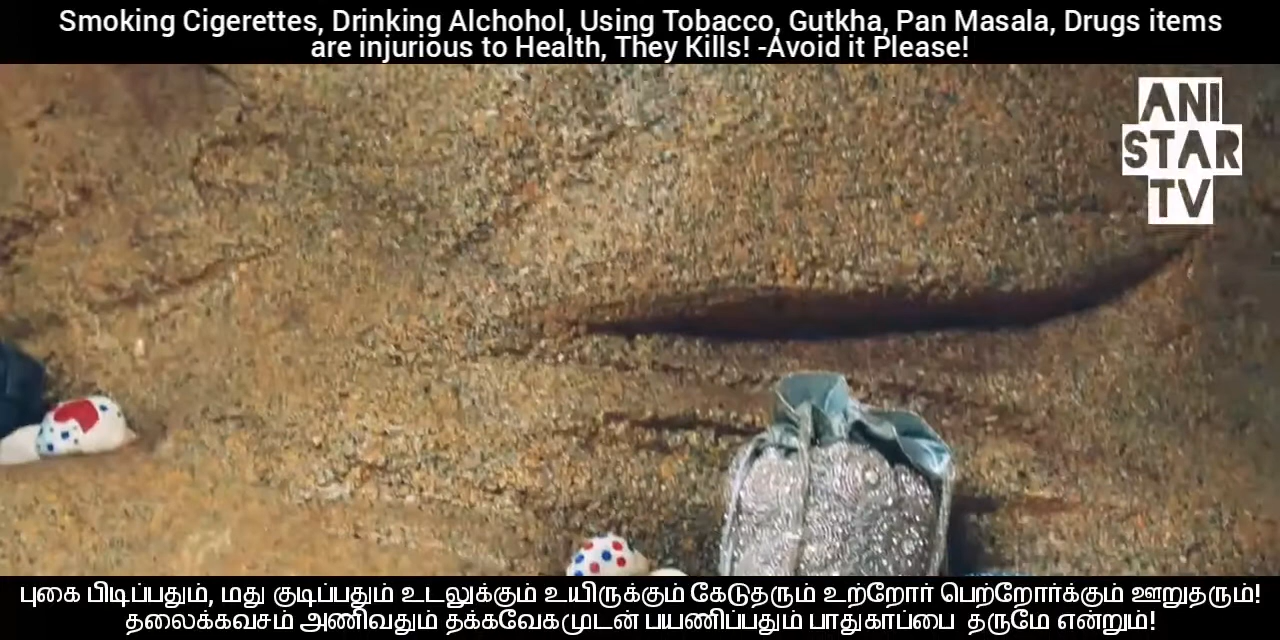 Smoking Cigerettes, Drinking Alchohol, Using Tobacco, Gutkha, Pan Masala, Drugs items
are injurious to Health, They Kills! -Avoid it Please!
ANI
STAR
TV
புகை பிடிப்பதும், மது குடிப்பதும் உடலுக்கும் உயிருக்கும் கேடுதரும் உற்றோர் பெற்றோர்க்கும் ஊறுதரும்!
தலைக்கவசம் அணிவதும் தக்கவேகமுடன் பயணிப்பதும் பாதுகாப்பை தருமே என்றும்!